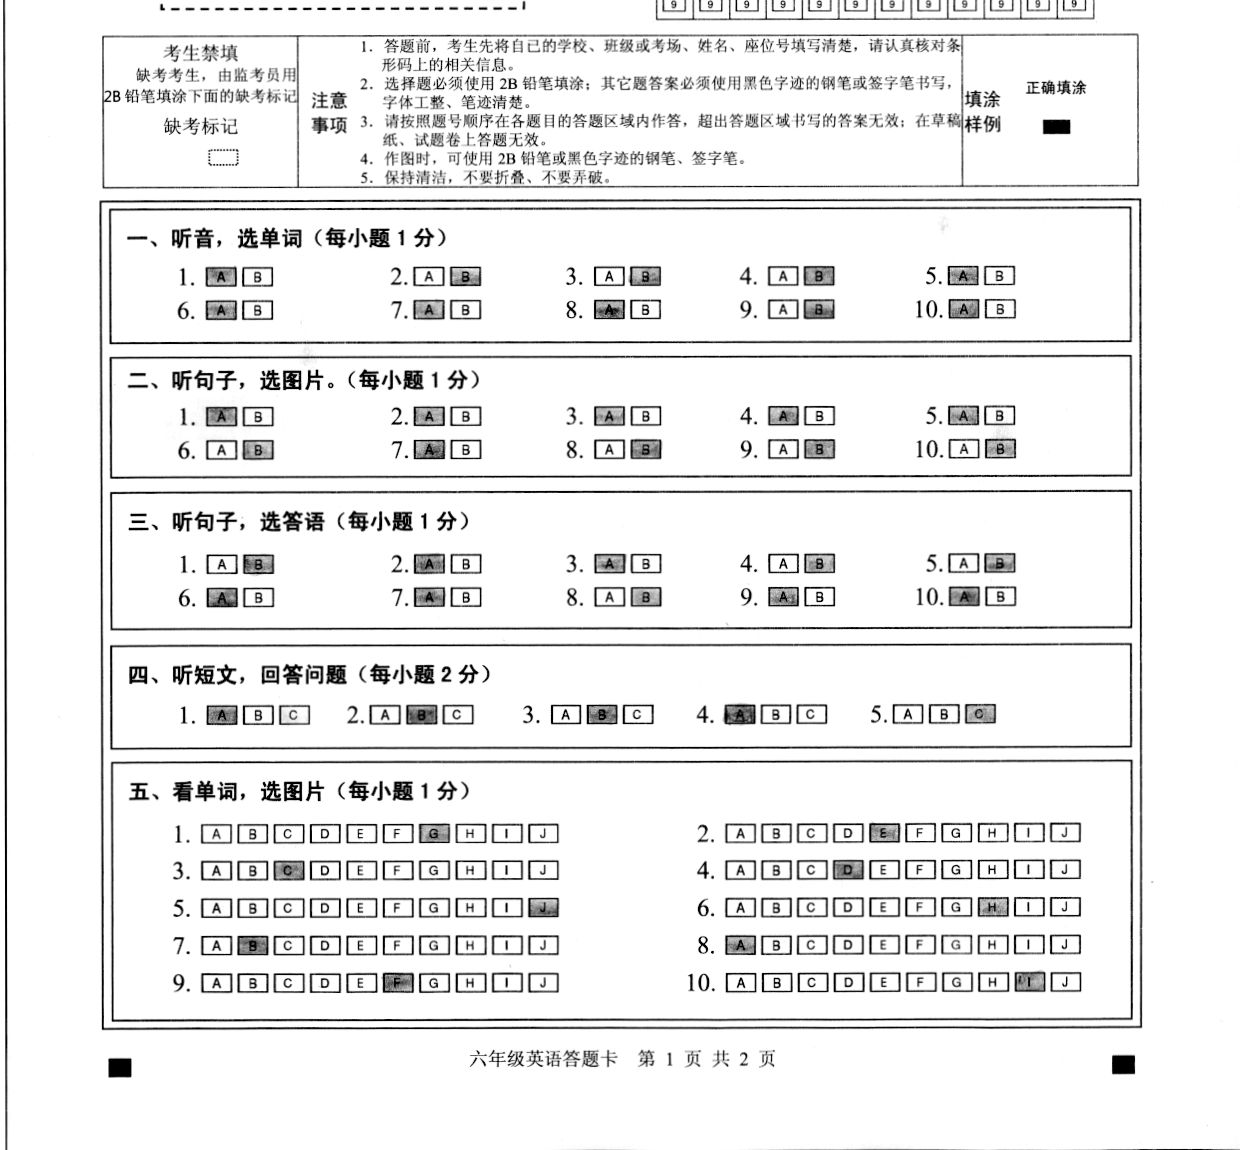 9 9 9 9 9 9 9 9 9 9 9 9
考生禁填
缺考考生，由监考员用
2B 铅笔填涂下面的缺考标记
缺考标记
注意
事项
1. 答题前，考生先将自己的学校、班级或考场、姓名、座位号填写清楚，请认真核对条
形码上的相关信息。
2. 选择题必须使用 2B 铅笔填涂；其它题答案必须使用黑色字迹的钢笔或签字笔书写，
字体工整、笔迹清楚。
3. 请按照题号顺序在各题目的答题区域内作答，超出答题区域书写的答案无效；在草稿
纸、试题卷上答题无效。
4. 作图时，可使用 2B 铅笔或黑色字迹的钢笔、签字笔。
5. 保持清洁，不要折叠、不要弄破。
填涂
样例
正确填涂
一、听音，选单词（每小题 1 分）
1. A B 2. A B 3. A B 4. A B 5. A B
6. A B 7. A B 8. A B 9. A B 10. A B
二、听句子，选图片。（每小题 1 分）
1. A B 2. A B 3. A B 4. A B 5. A B
6. A B 7. A B 8. A B 9. A B 10. A B
三、听句子，选答语（每小题 1 分）
1. A B 2. A B 3. A B 4. A B 5. A B
6. A B 7. A B 8. A B 9. A B 10. A B
四、听短文，回答问题（每小题 2 分）
1. A B C 2. A B C 3. A B C 4. A B C 5. A B C
五、看单词，选图片（每小题 1 分）
1. A B C D E F G H I J 2. A B C D E F G H I J
3. A B C D E F G H I J 4. A B C D E F G H I J
5. A B C D E F G H I J 6. A B C D E F G H I J
7. A B C D E F G H I J 8. A B C D E F G H I J
9. A B C D E F G H I J 10. A B C D E F G H I J
六年级英语答题卡 第 1 页 共 2 页